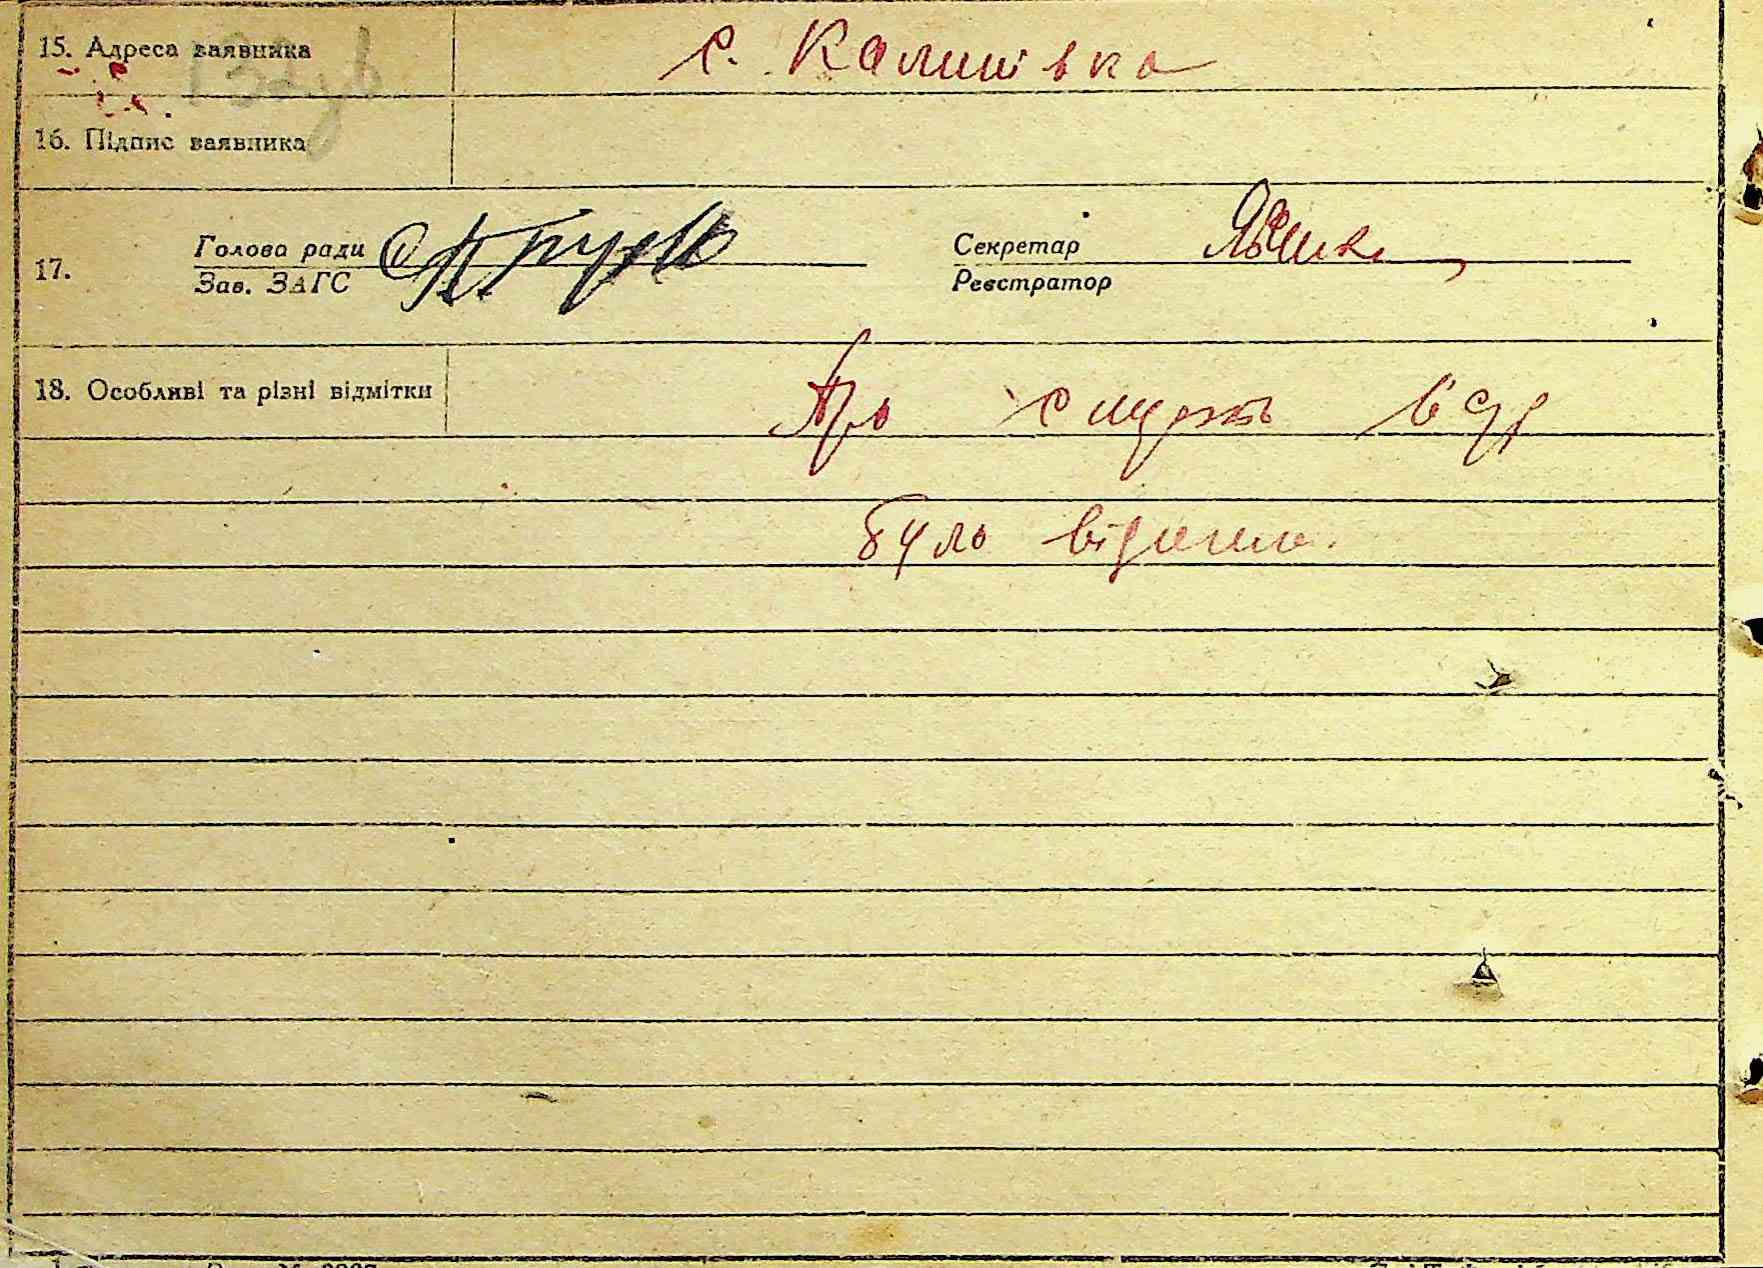 15. Адреса заявника с. Калинівка
16. Підпис заявника
17. Голова ради Секретар
Зав. ЗАГС Реєстратор
18. Особливі та різні відмітки Про смерть
було відомо.